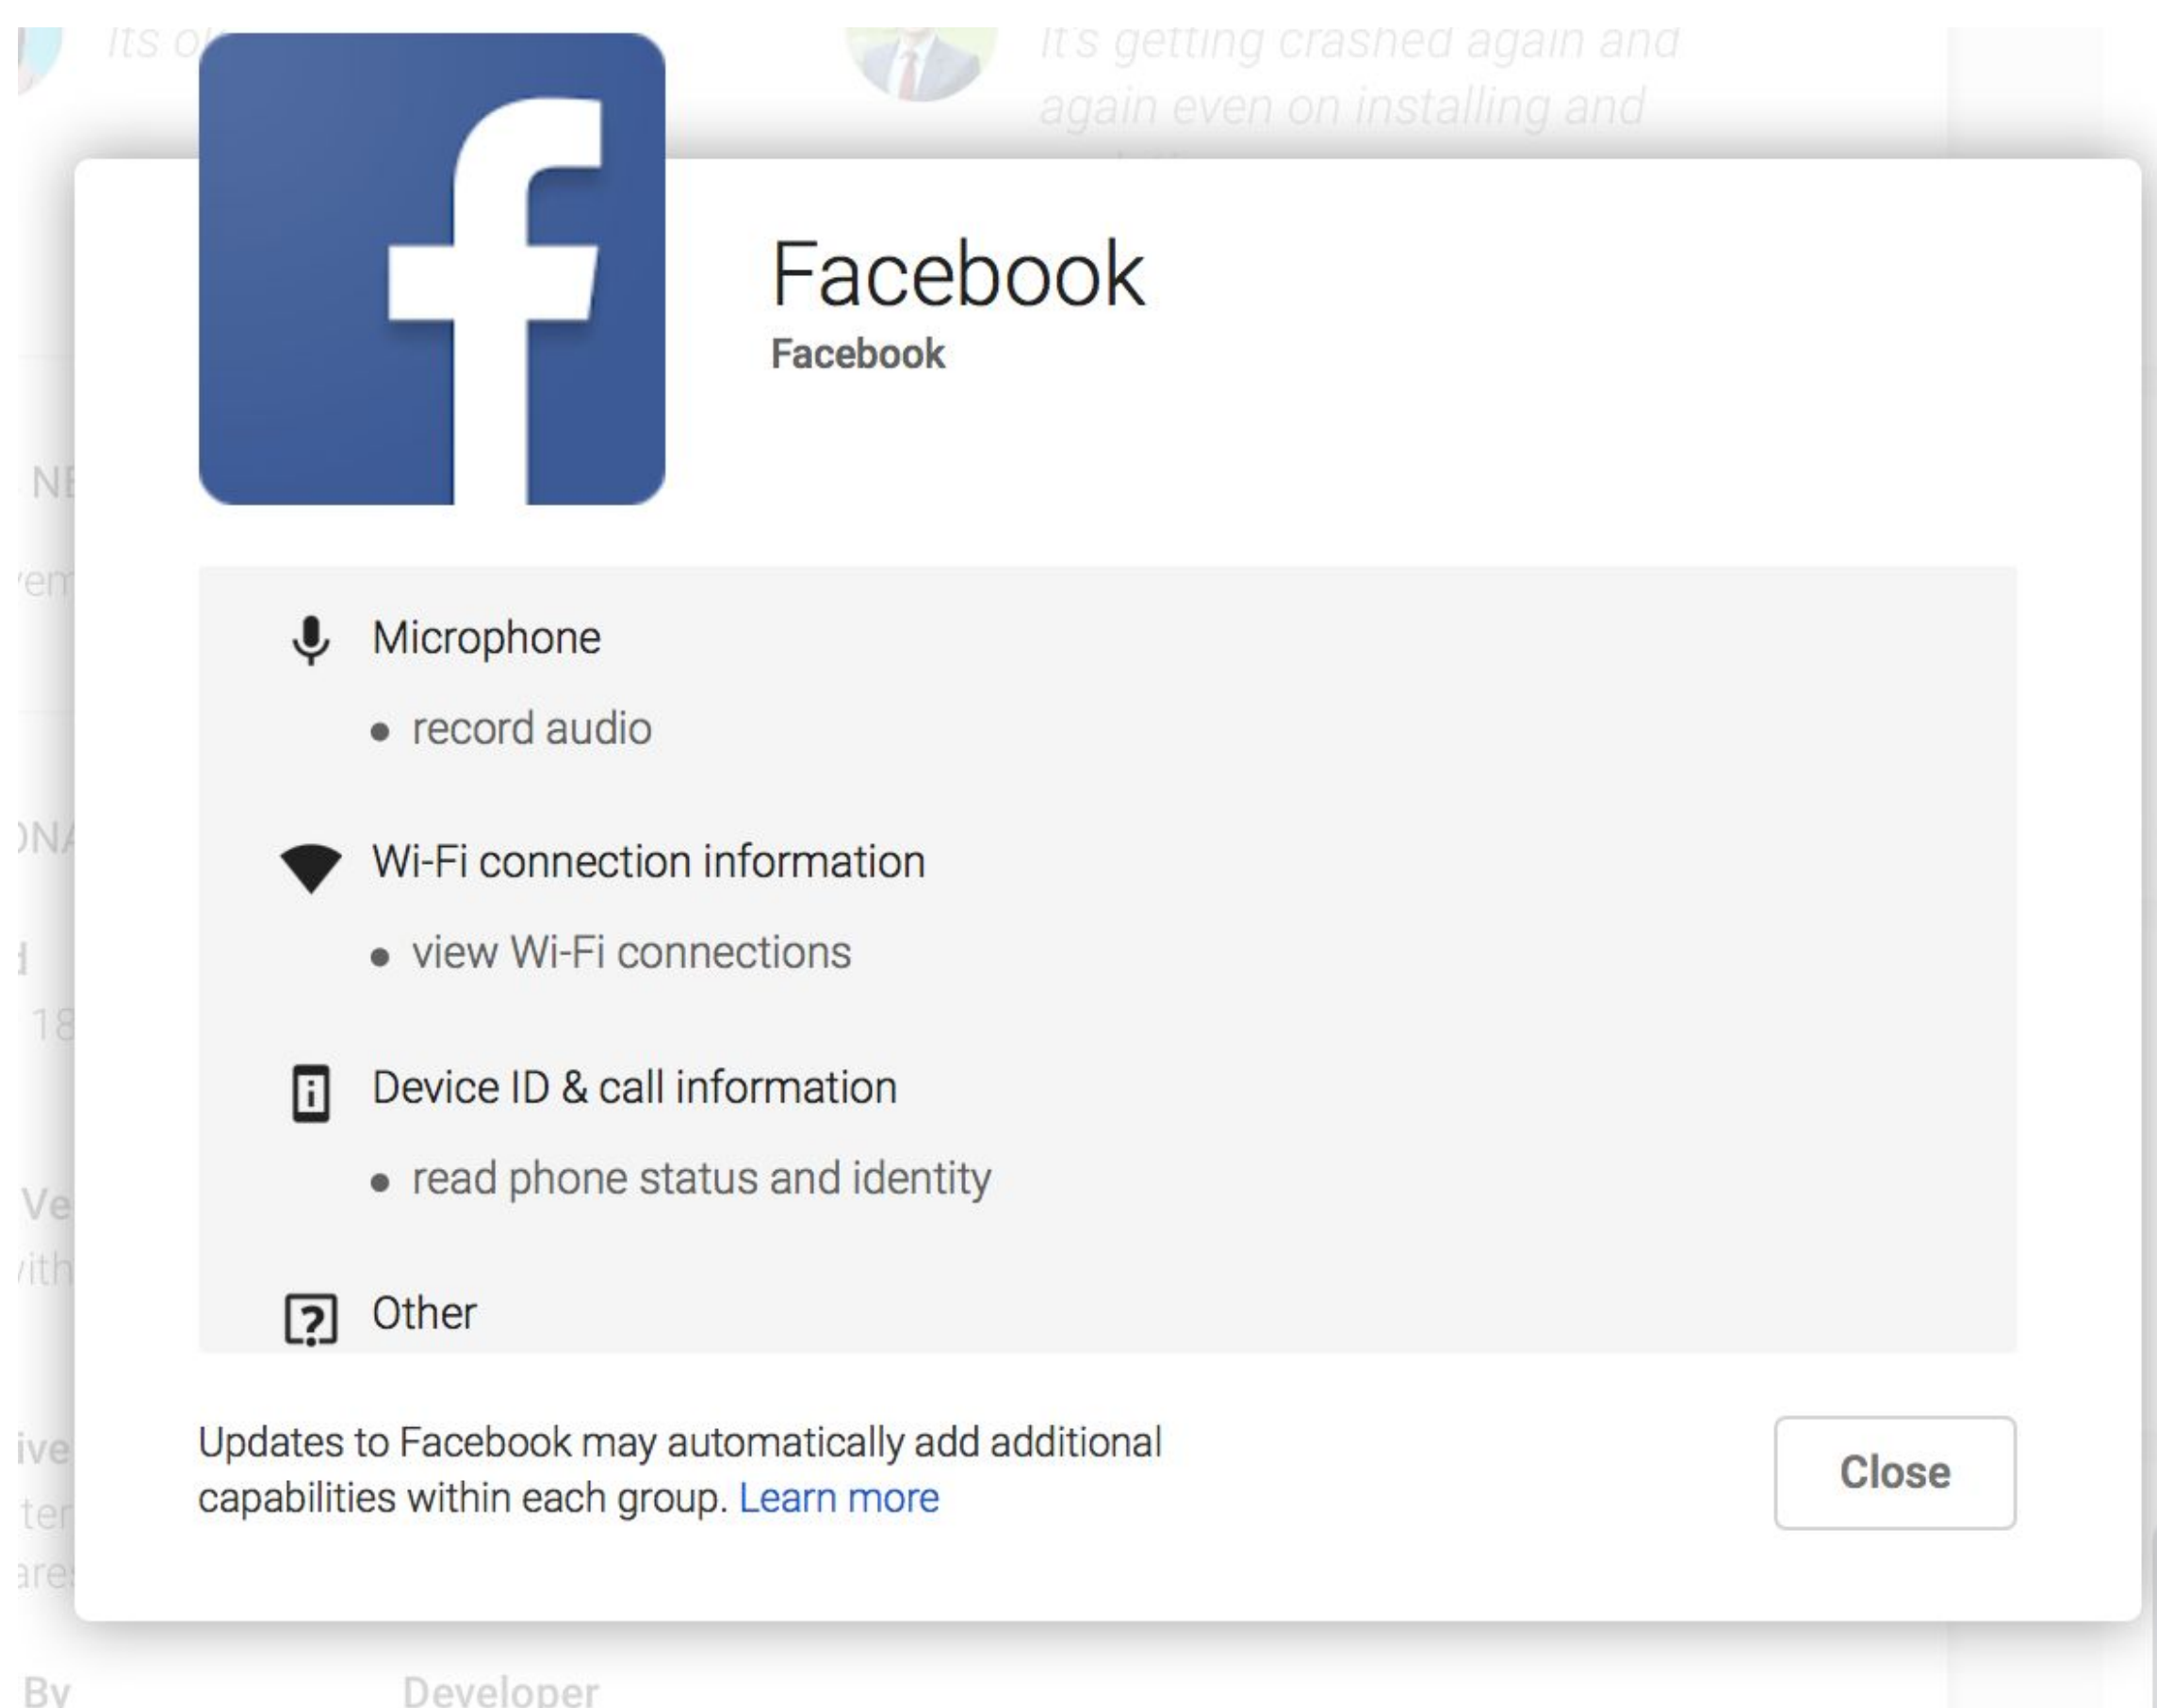 It's getting crashed again and
again even on installing and
Facebook
Facebook
Microphone
• record audio
Wi-Fi connection information
• view Wi-Fi connections
Device ID & call information
• read phone status and identity
Other
Updates to Facebook may automatically add additional
capabilities within each group. Learn more
Close
18
By
Developer